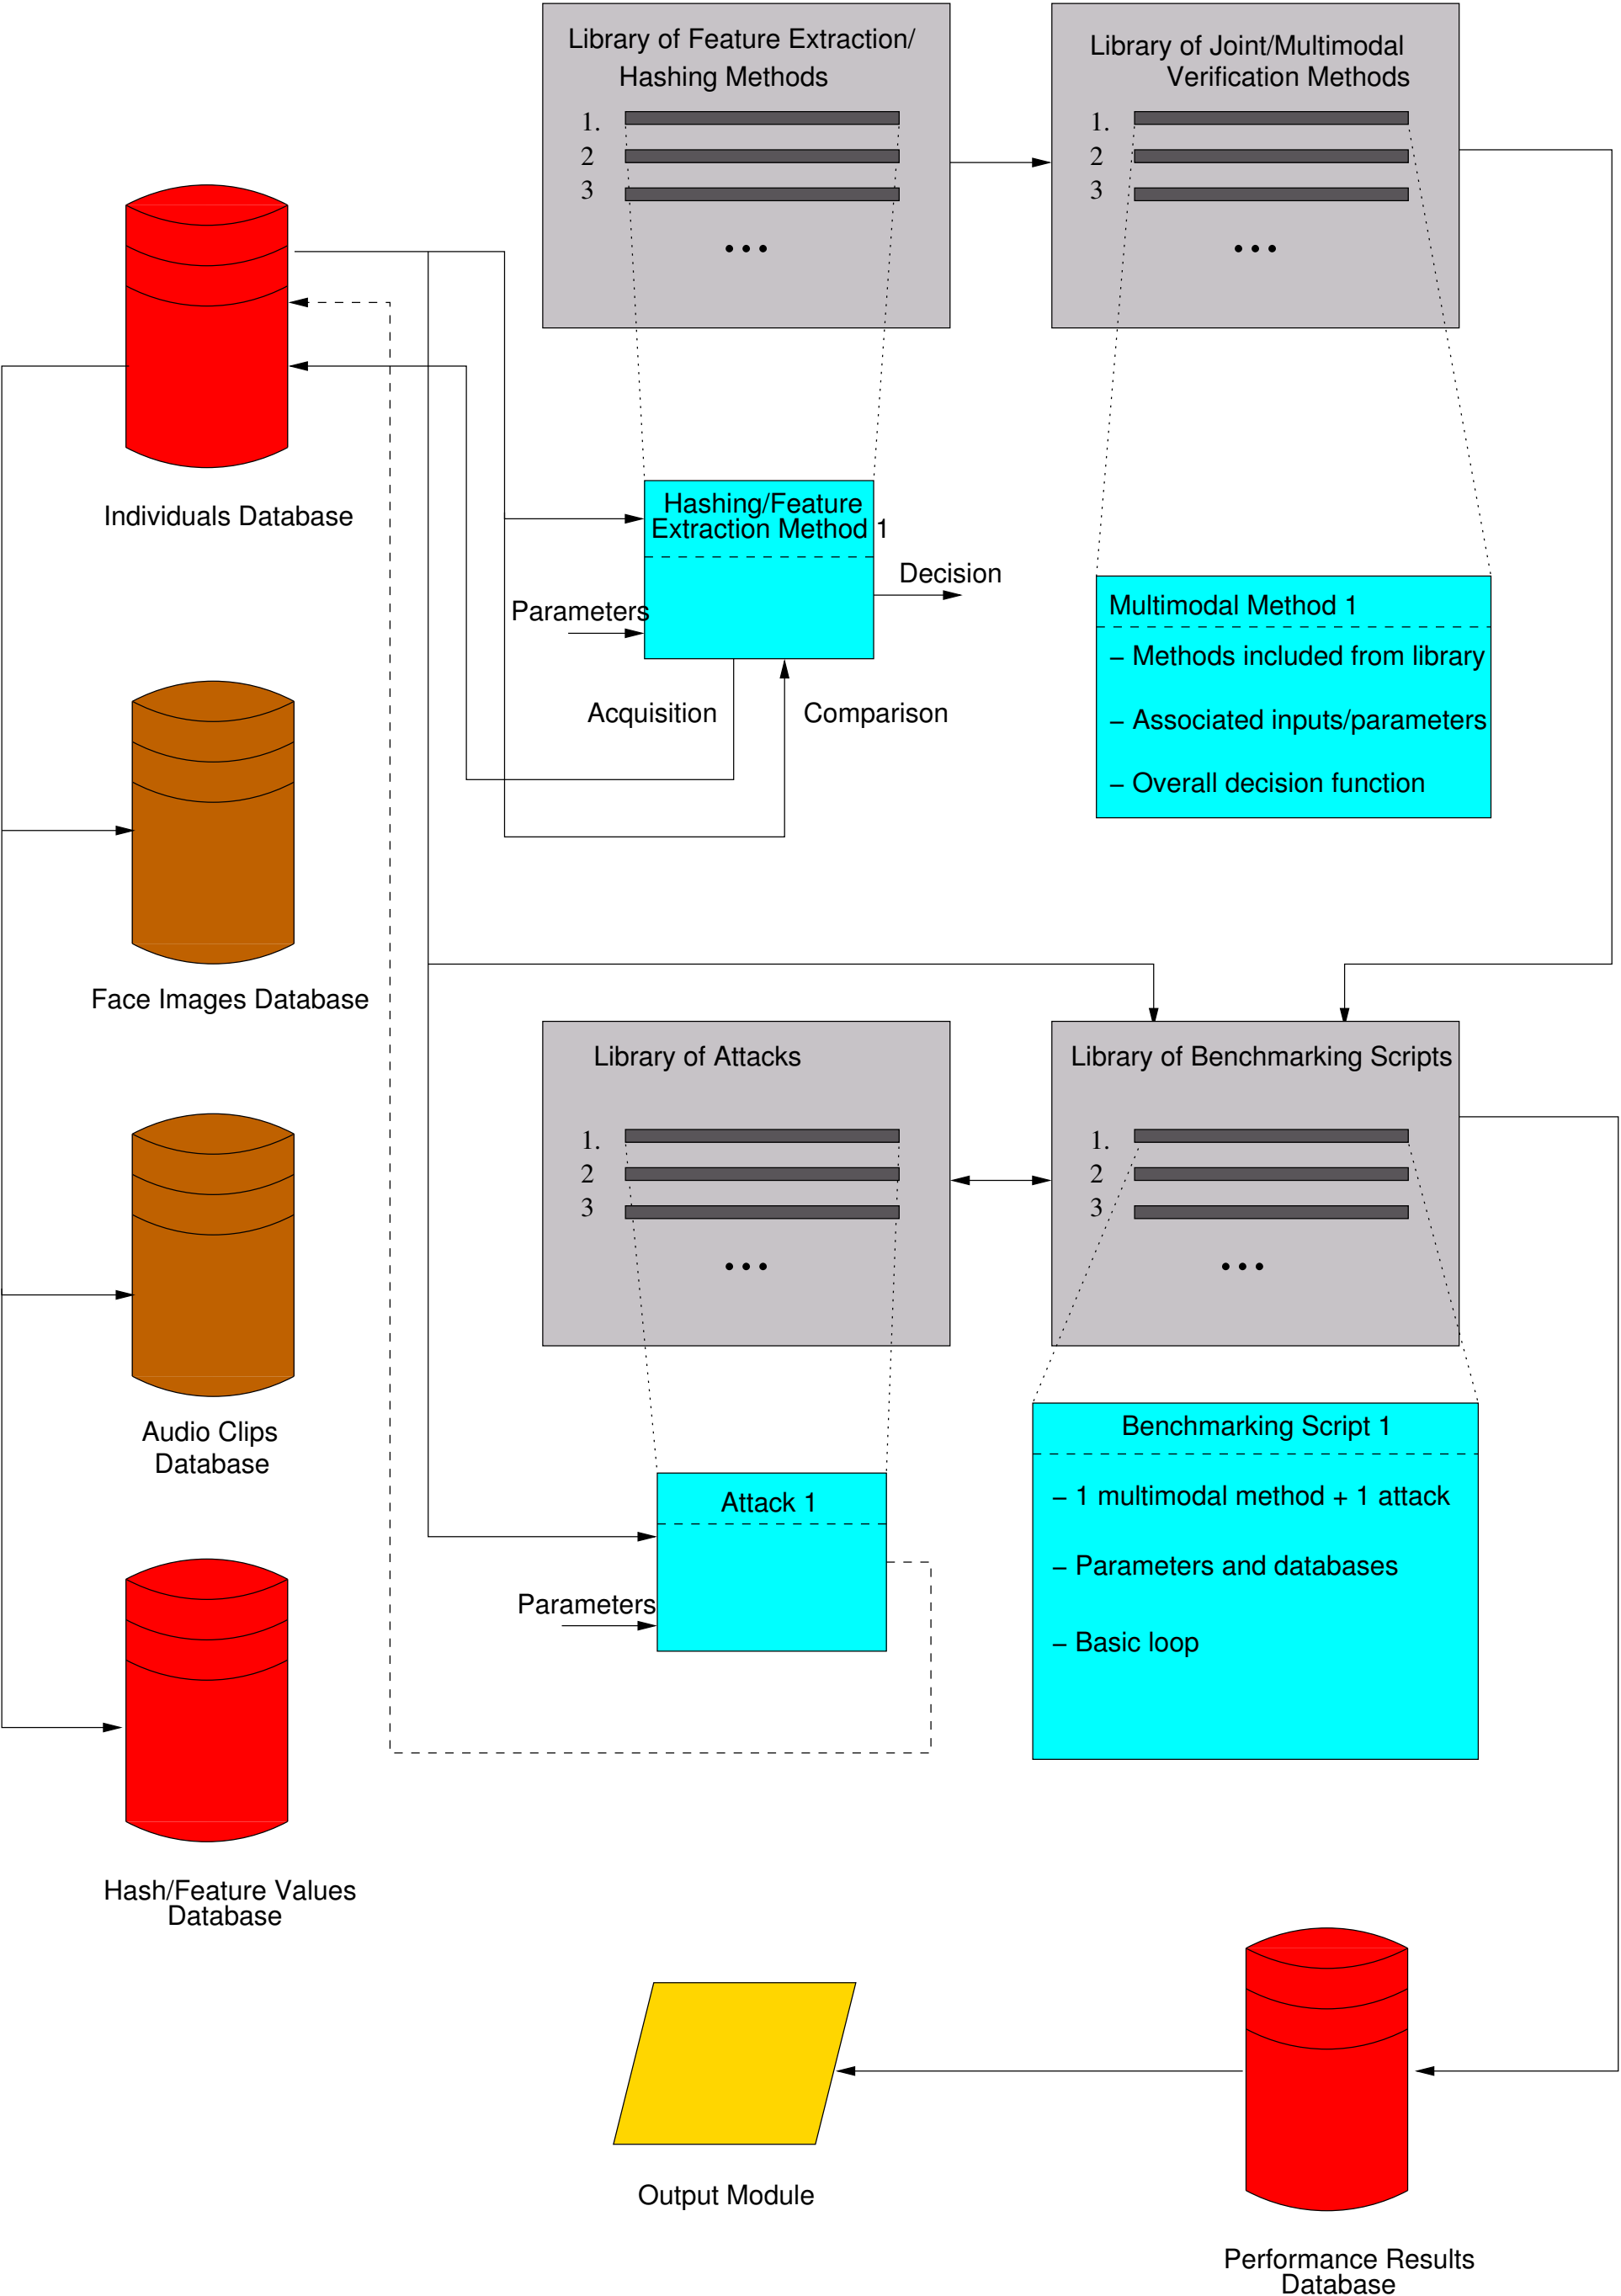 Library of Feature Extraction/
Hashing Methods
1.
2
3
Library of Joint/Multimodal
Verification Methods
1.
2
3
Individuals Database
Hashing/Feature
Extraction Method 1
Decision
Parameters
Acquisition
Comparison
Multimodal Method 1
– Methods included from library
– Associated inputs/parameters
– Overall decision function
Face Images Database
Library of Attacks
1.
2
3
Library of Benchmarking Scripts
1.
2
3
Audio Clips
Database
Attack 1
Parameters
Benchmarking Script 1
– 1 multimodal method + 1 attack
– Parameters and databases
– Basic loop
Hash/Feature Values
Database
Output Module
Performance Results
Database